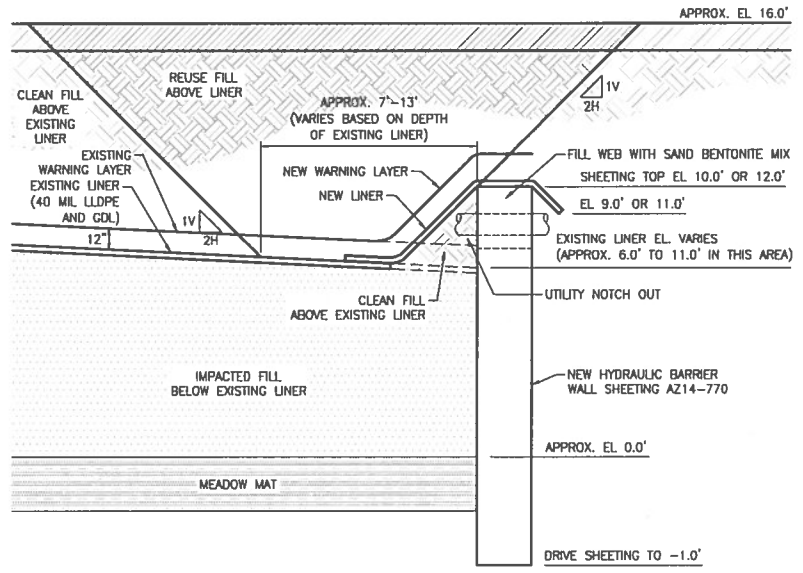 APPROX. EL 16.0'
REUSE FILL
ABOVE LINER
CLEAN FILL
ABOVE
EXISTING
LINER
APPROX. 7'-13'
(VARIES BASED ON DEPTH
OF EXISTING LINER)
1V
2H
EXISTING
WARNING LAYER
EXISTING LINER
(40 MIL LLDPE
AND GDL)
NEW WARNING LAYER
NEW LINER
FILL WEB WITH SAND BENTONITE MIX
SHEETING TOP EL 10.0' OR 12.0'
EL 9.0' OR 11.0'
1V
2H
12"
EXISTING LINER EL. VARIES
(APPROX. 6.0' TO 11.0' IN THIS AREA)
CLEAN FILL
ABOVE EXISTING LINER
UTILITY NOTCH OUT
IMPACTED FILL
BELOW EXISTING LINER
NEW HYDRAULIC BARRIER
WALL SHEETING AZ14-770
APPROX. EL 0.0'
MEADOW MAT
DRIVE SHEETING TO -1.0'